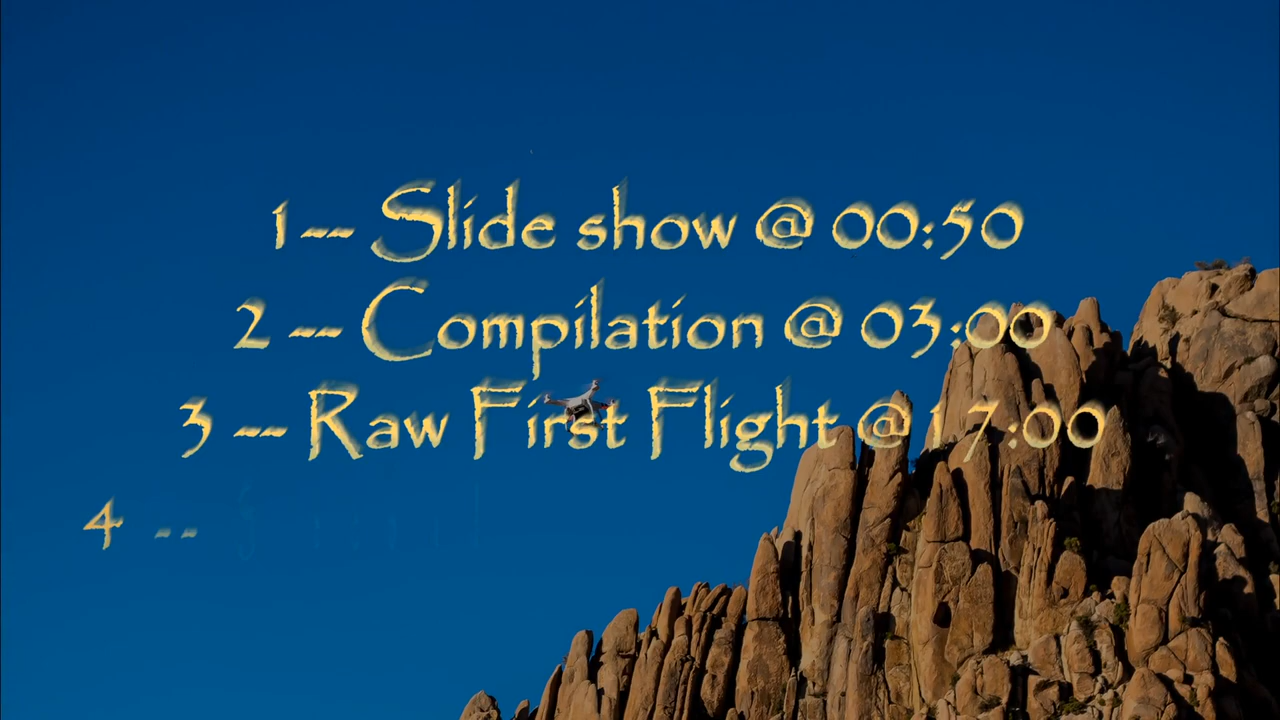 1 -- Slide show @ 00:50
2 -- Compilation @ 03:00
3 -- Raw First Flight @ 17:00
4 --